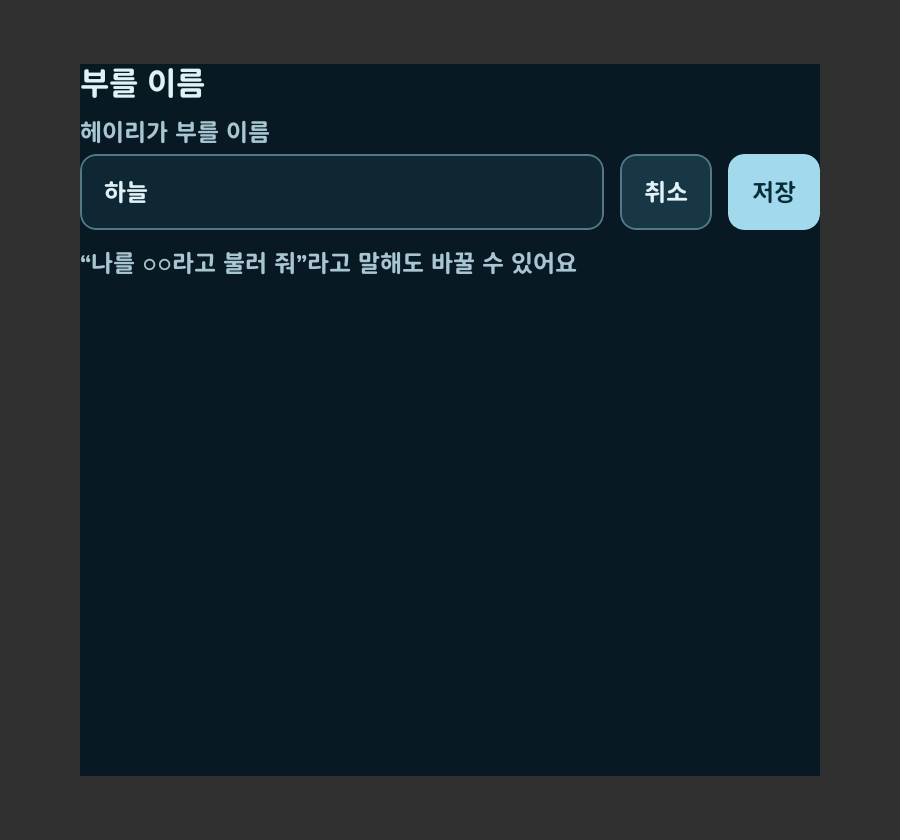 부를 이름
헤이리가 부를 이름
하늘
취소
저장
“나를 ○○라고 불러 줘”라고 말해도 바꿀 수 있어요